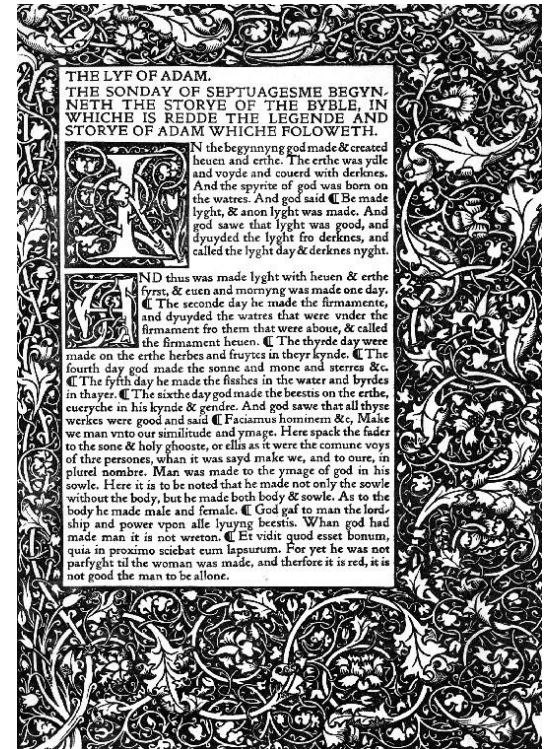 THE LYF OF ADAM.
THE SONDAY OF SEPTUAGESME BEGYN-
NETH THE STORYE OF THE BYBLE, IN
WHICHE IS REDDE THE LEGENDE AND
STORYE OF ADAM WHICHE FOLOWETH.
IN the begynnyng god made & created
heuen and erthe. The erthe was ydle
and voyde and couerd with derknes.
And the spyrite of god was born on
the watres. And god said ⁋ Be made
lyght, & anon lyght was made. And
god sawe that lyght was good, and
dyuyded the lyght fro derknes, and
called the lyght day & derknes nyght.
AND thus was made lyght with heuen & erthe
fyrst, & euen and mornyng was made one day.
⁋ The seconde day he made the firmamente,
and dyuyded the watres that were vnder the
firmament fro them that were aboue, & called
the firmament heuen. ⁋ The thyrde day were
made on the erthe herbes and fruytes in theyr kynde. ⁋ The
fourth day god made the sonne and mone and sterres &c.
⁋ The fyfth day he made the fisshes in the water and byrdes
in thayer. ⁋ The sixthe day god made the beestis on the erthe,
eueryche in his kynde & gendre. And god sawe that all thyse
werkes were good and said ⁋ Faciamus hominem &c, Make
we man vnto our similitude and ymage. Here spack the fader
to the sone & holy ghooste, or ellis as it were the comune voys
of thre persones, whan it was sayd make we, and to oure, in
plurel nombre. Man was made to the ymage of god in his
sowle. Here it is to be noted that he made not only the sowle
without the body, but he made both body & sowle. As to the
body he made male and female. ⁋ God gaf to man the lord-
ship and power vpon alle lyuyng beestis. Whan god had
made man it is not wreton. ⁋ Et vidit quod esset bonum,
quia in proximo sciebat eum lapsurum. For yet he was not
parfyght til the woman was made, and therfore it is red, it is
not good the man to be allone.